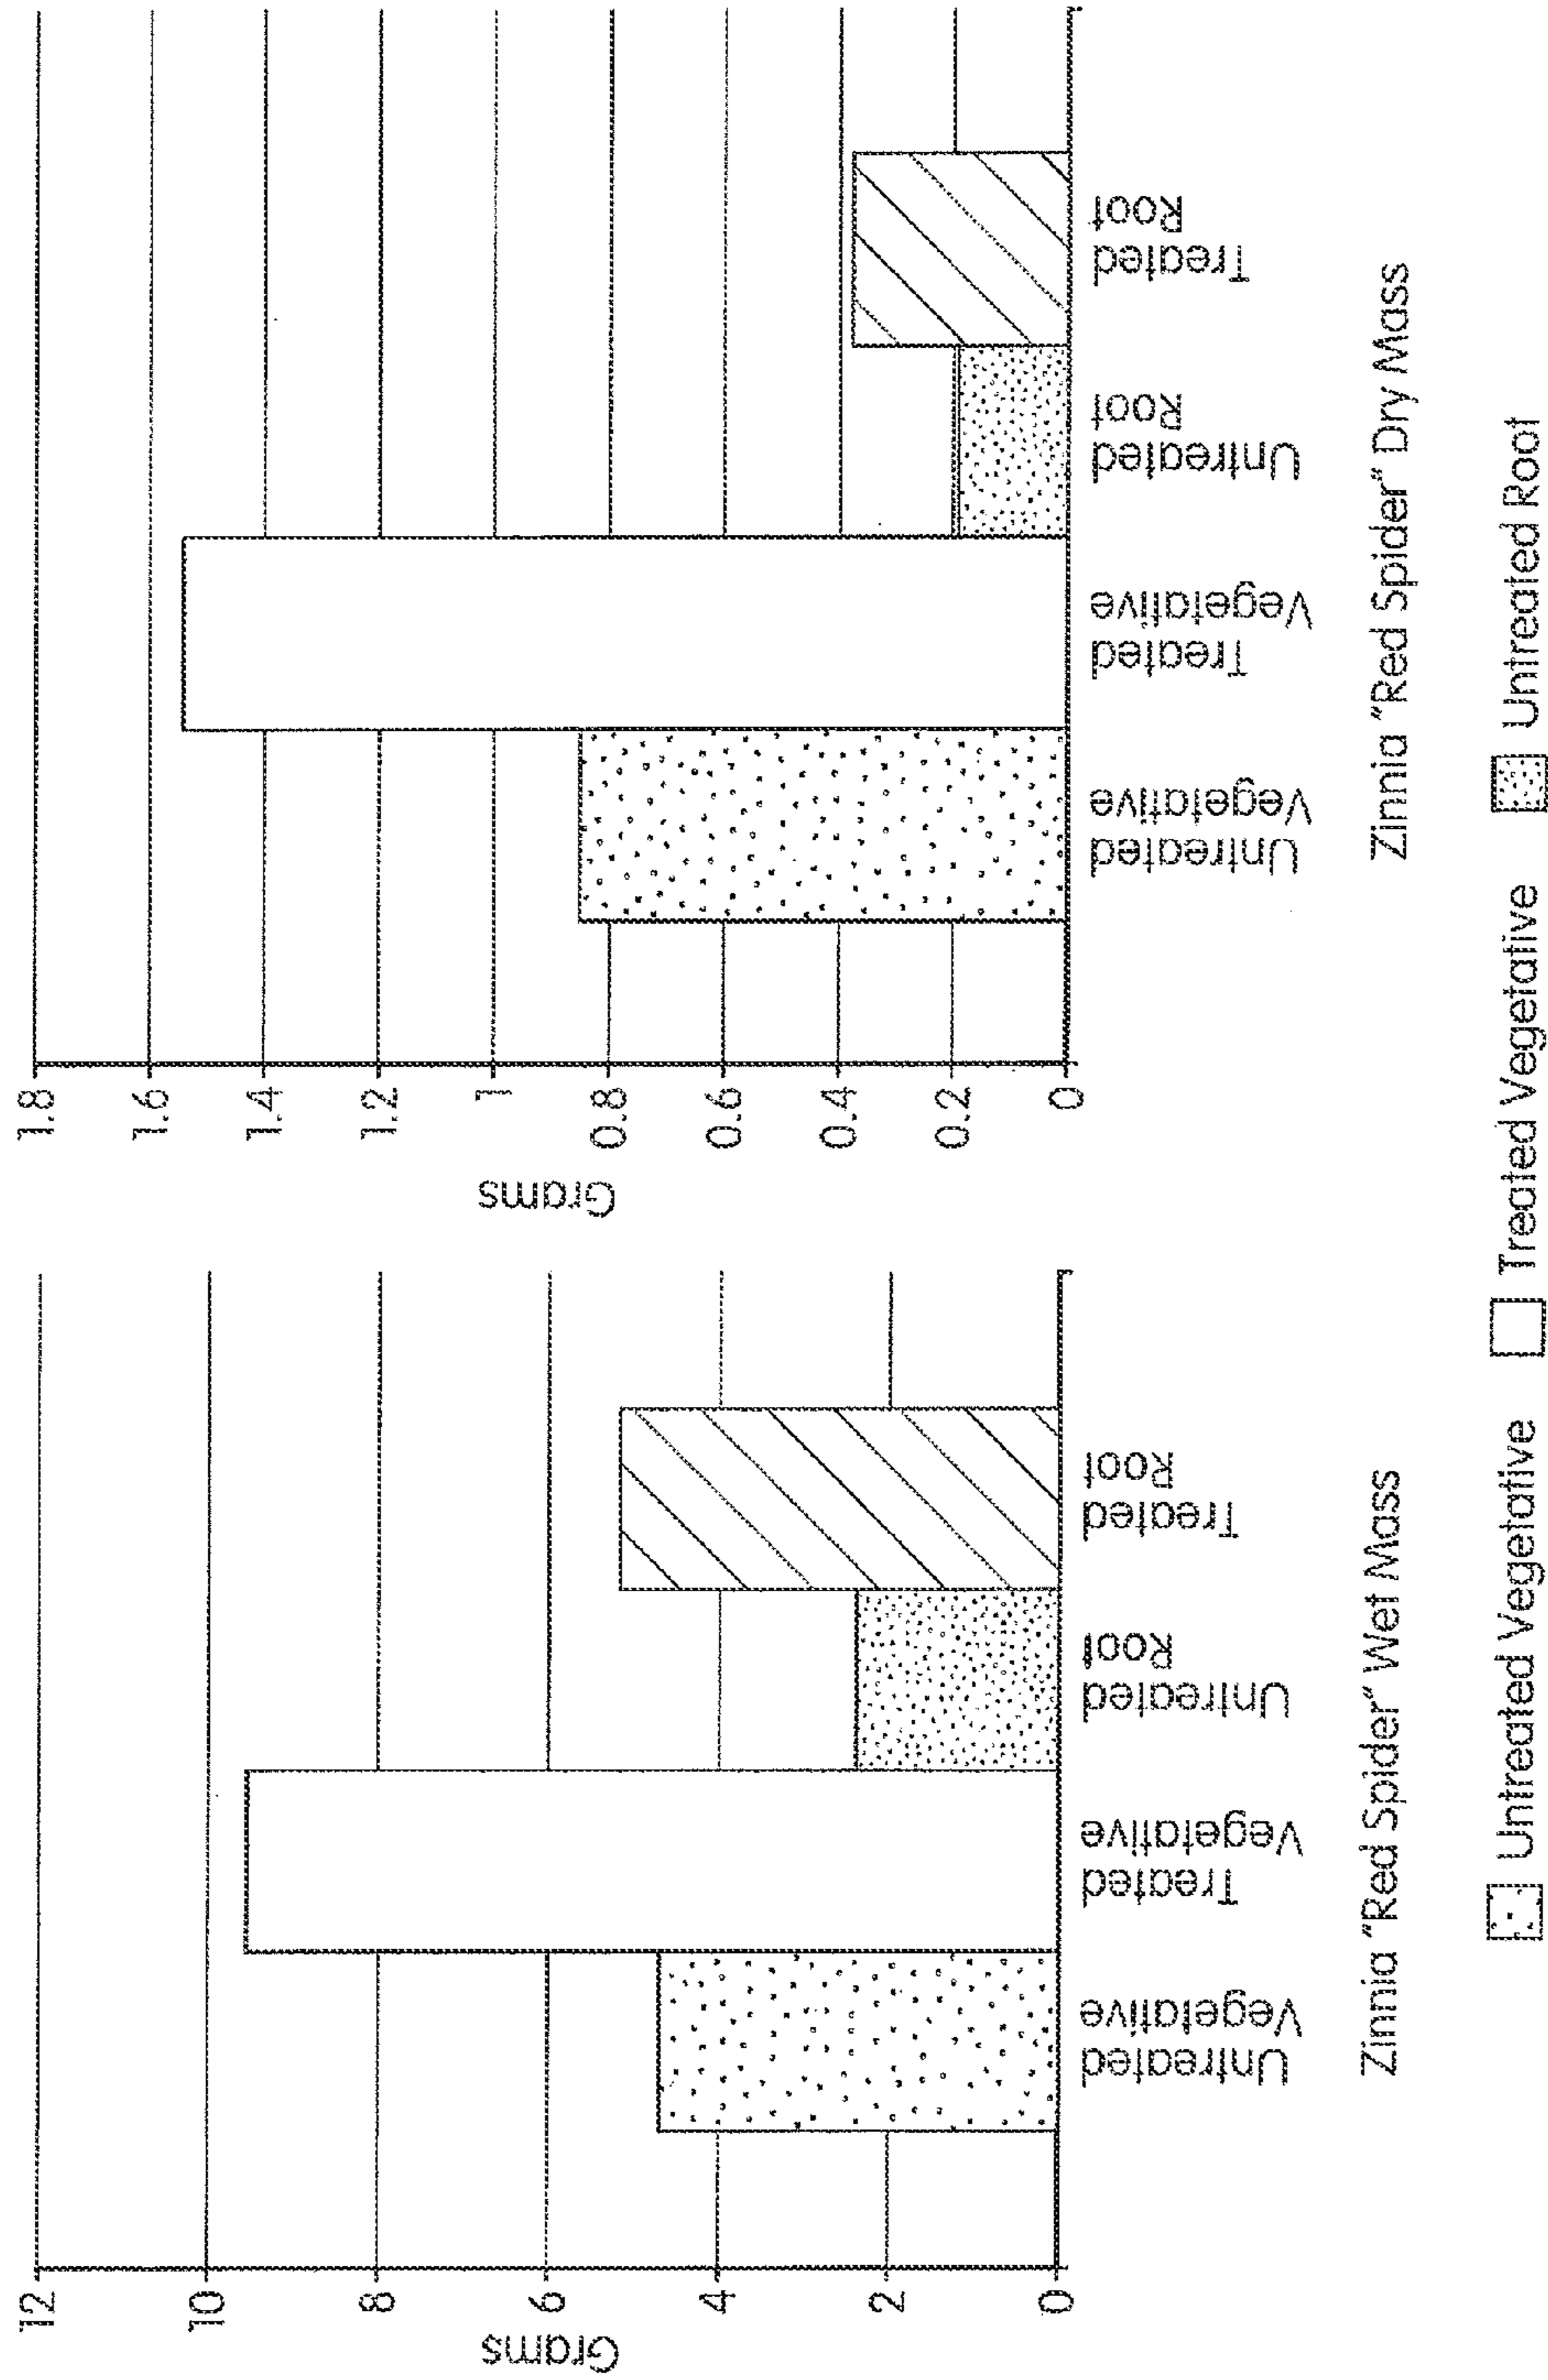 Grams
12
10
8
6
4
2
0
Untreated
Vegetative
Treated
Vegetative
Untreated
Root
Treated
Root
Zinnia "Red Spider" Wet Mass
Grams
1.8
1.6
1.4
1.2
1
0.8
0.6
0.4
0.2
0
Untreated
Vegetative
Treated
Vegetative
Untreated
Root
Treated
Root
Zinnia "Red Spider" Dry Mass
Untreated Vegetative Treated Vegetative Untreated Root